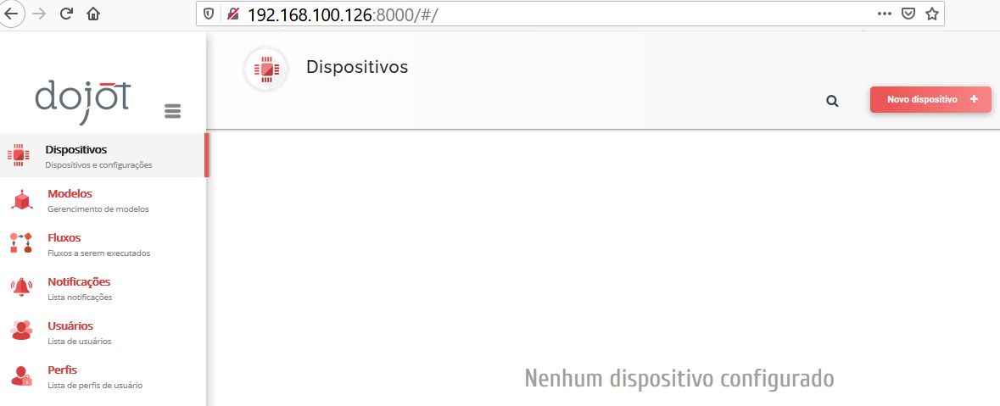 192.168.100.126:8000/#/
dojot
Dispositivos
Novo dispositivo +
Dispositivos
Dispositivos e configurações
Modelos
Gerencimento de modelos
Fluxos
Fluxos a serem executados
Notificações
Lista notificações
Usuários
Lista de usuários
Perfis
Lista de perfis de usuário
Nenhum dispositivo configurado